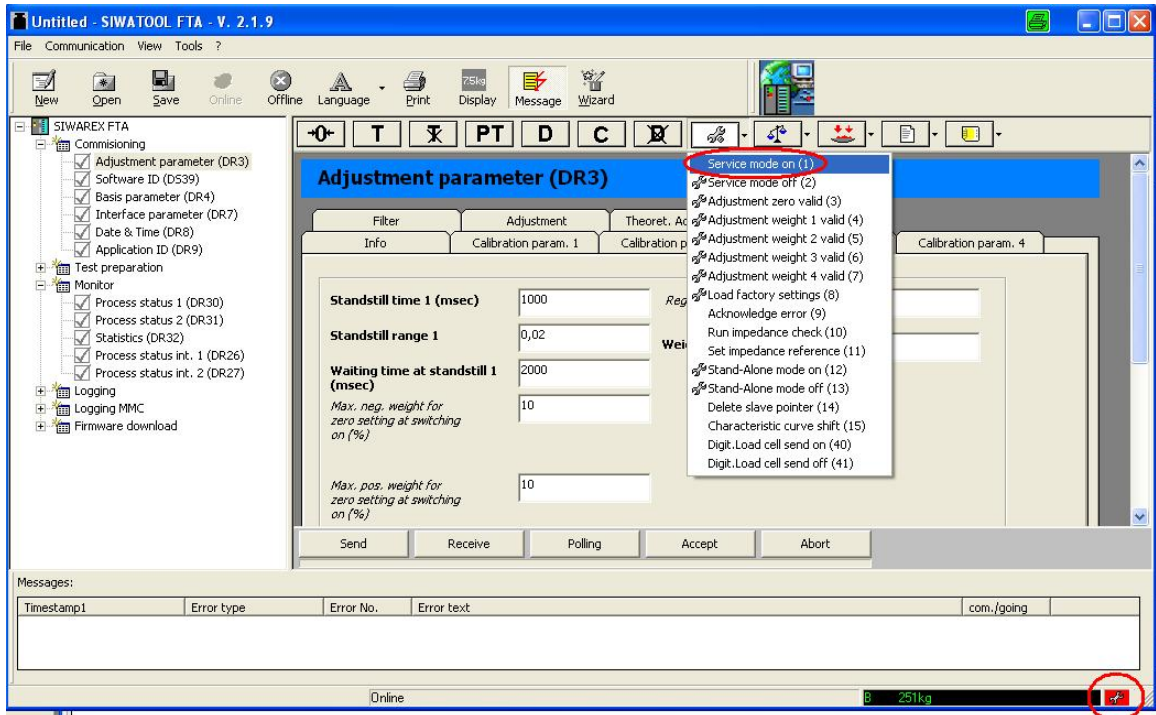 Untitled - SIWATOOL FTA - V. 2.1.9
File Communication View Tools ?
New Open Save Online Offline Language Print 75kg Display Message Wizard
SIWAREX FTA
Commisioning
Adjustment parameter (DR3)
Software ID (DS39)
Basis parameter (DR4)
Interface parameter (DR7)
Date & Time (DR8)
Application ID (DR9)
Test preparation
Monitor
Process status 1 (DR30)
Process status 2 (DR31)
Statistics (DR32)
Process status int. 1 (DR26)
Process status int. 2 (DR27)
Logging
Logging MMC
Firmware download
→0← T T PT D C D
Adjustment parameter (DR3)
Filter Adjustment Theoret. Ad
Info Calibration param. 1 Calibration p Calibration param. 4
Standstill time 1 (msec) 1000 Reg
Standstill range 1 0,02 Wei
Waiting time at standstill 1
(msec) 2000
Max. neg. weight for
zero setting at switching
on (%) 10
Max. pos. weight for
zero setting at switching
on (%) 10
Service mode on (1)
Service mode off (2)
Adjustment zero valid (3)
Adjustment weight 1 valid (4)
Adjustment weight 2 valid (5)
Adjustment weight 3 valid (6)
Adjustment weight 4 valid (7)
Load factory settings (8)
Acknowledge error (9)
Run impedance check (10)
Set impedance reference (11)
Stand-Alone mode on (12)
Stand-Alone mode off (13)
Delete slave pointer (14)
Characteristic curve shift (15)
Digit.Load cell send on (40)
Digit.Load cell send off (41)
Send Receive Polling Accept Abort
Messages:
Timestamp1 Error type Error No. Error text com./going
Online B 251kg